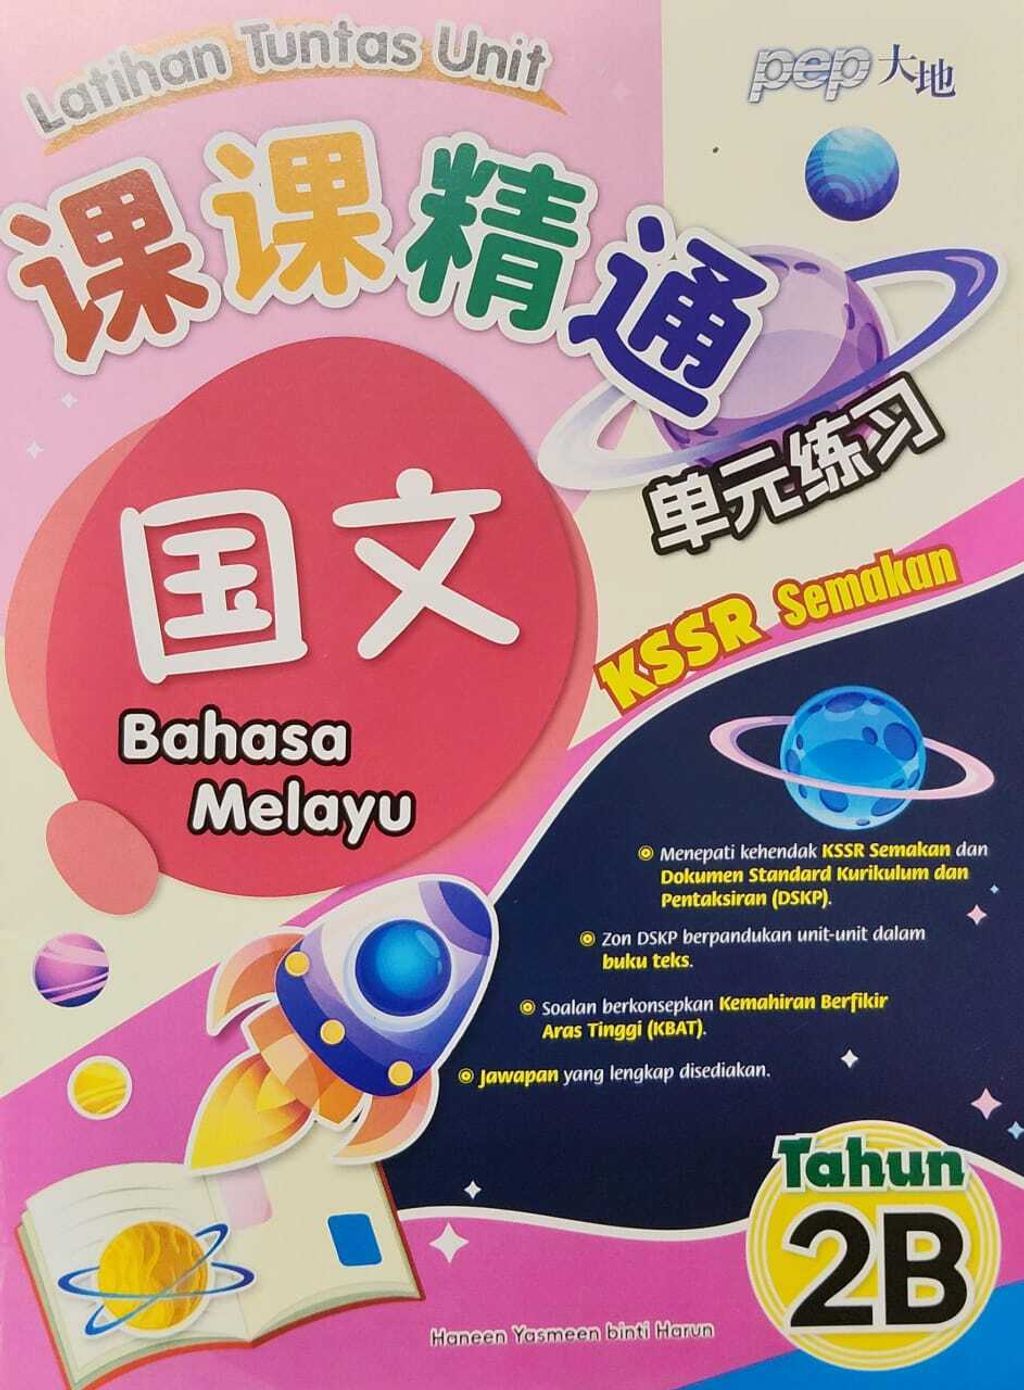 Latihan Tuntas Unit
pep 大地
课课精通
单元练习
国文
KSSR Semakan
Bahasa
Melayu
Menepati kehendak KSSR Semakan dan
Dokumen Standard Kurikulum dan
Pentaksiran (DSKP).
Zon DSKP berpandukan unit-unit dalam
buku teks.
Soalan berkonsepkan Kemahiran Berfikir
Aras Tinggi (KBAT).
Jawapan yang lengkap disediakan.
Tahun
2B
Haneen Yasmeen binti Harun